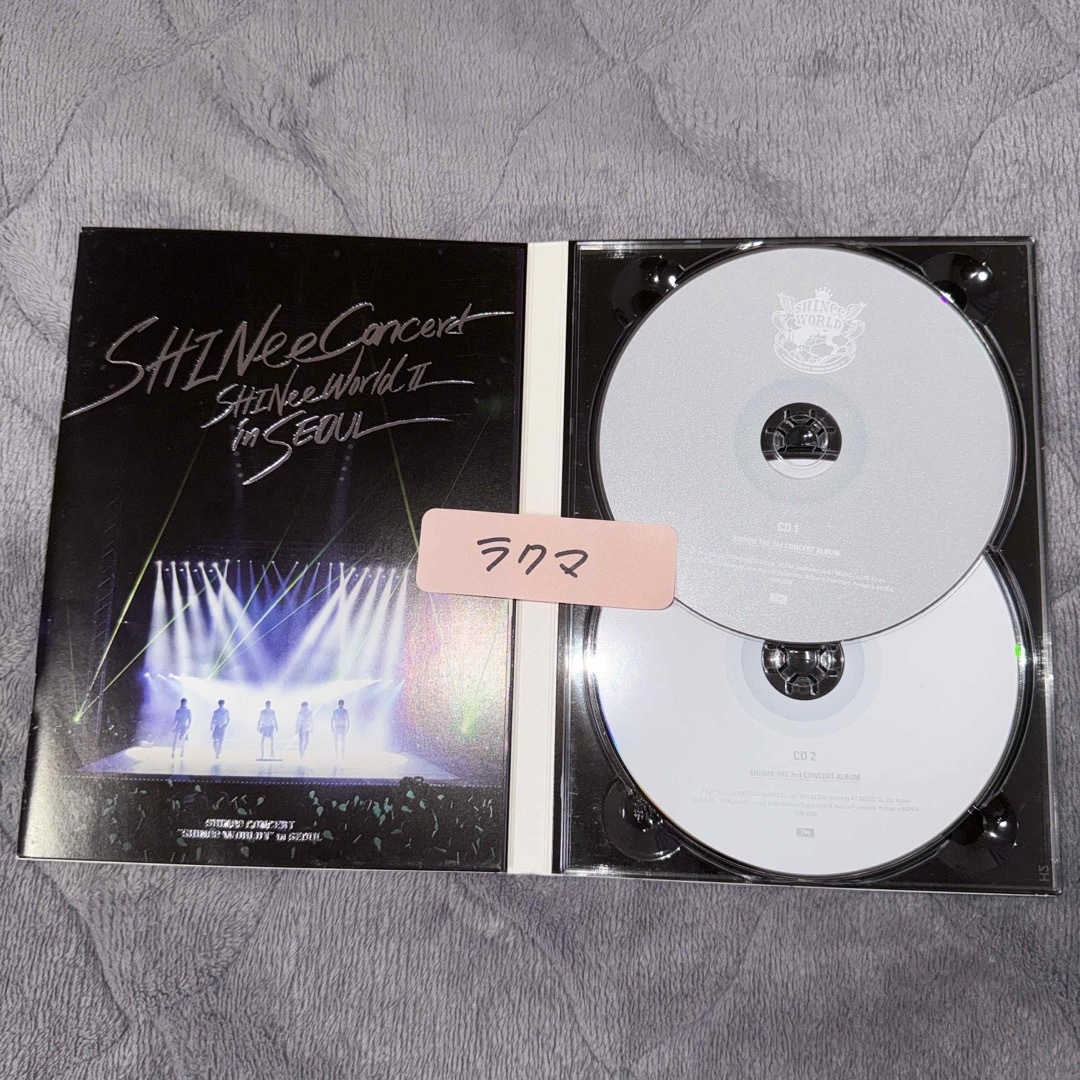 SHINee Concert
SHINee World II
in SEOUL
SHINee CONCERT
"SHINee WORLD II" in SEOUL
ラクマ
SHINee
WORLD
CD 1
SHINee THE 2nd CONCERT ALBUM
CD 2
SHINee THE 2nd CONCERT ALBUM